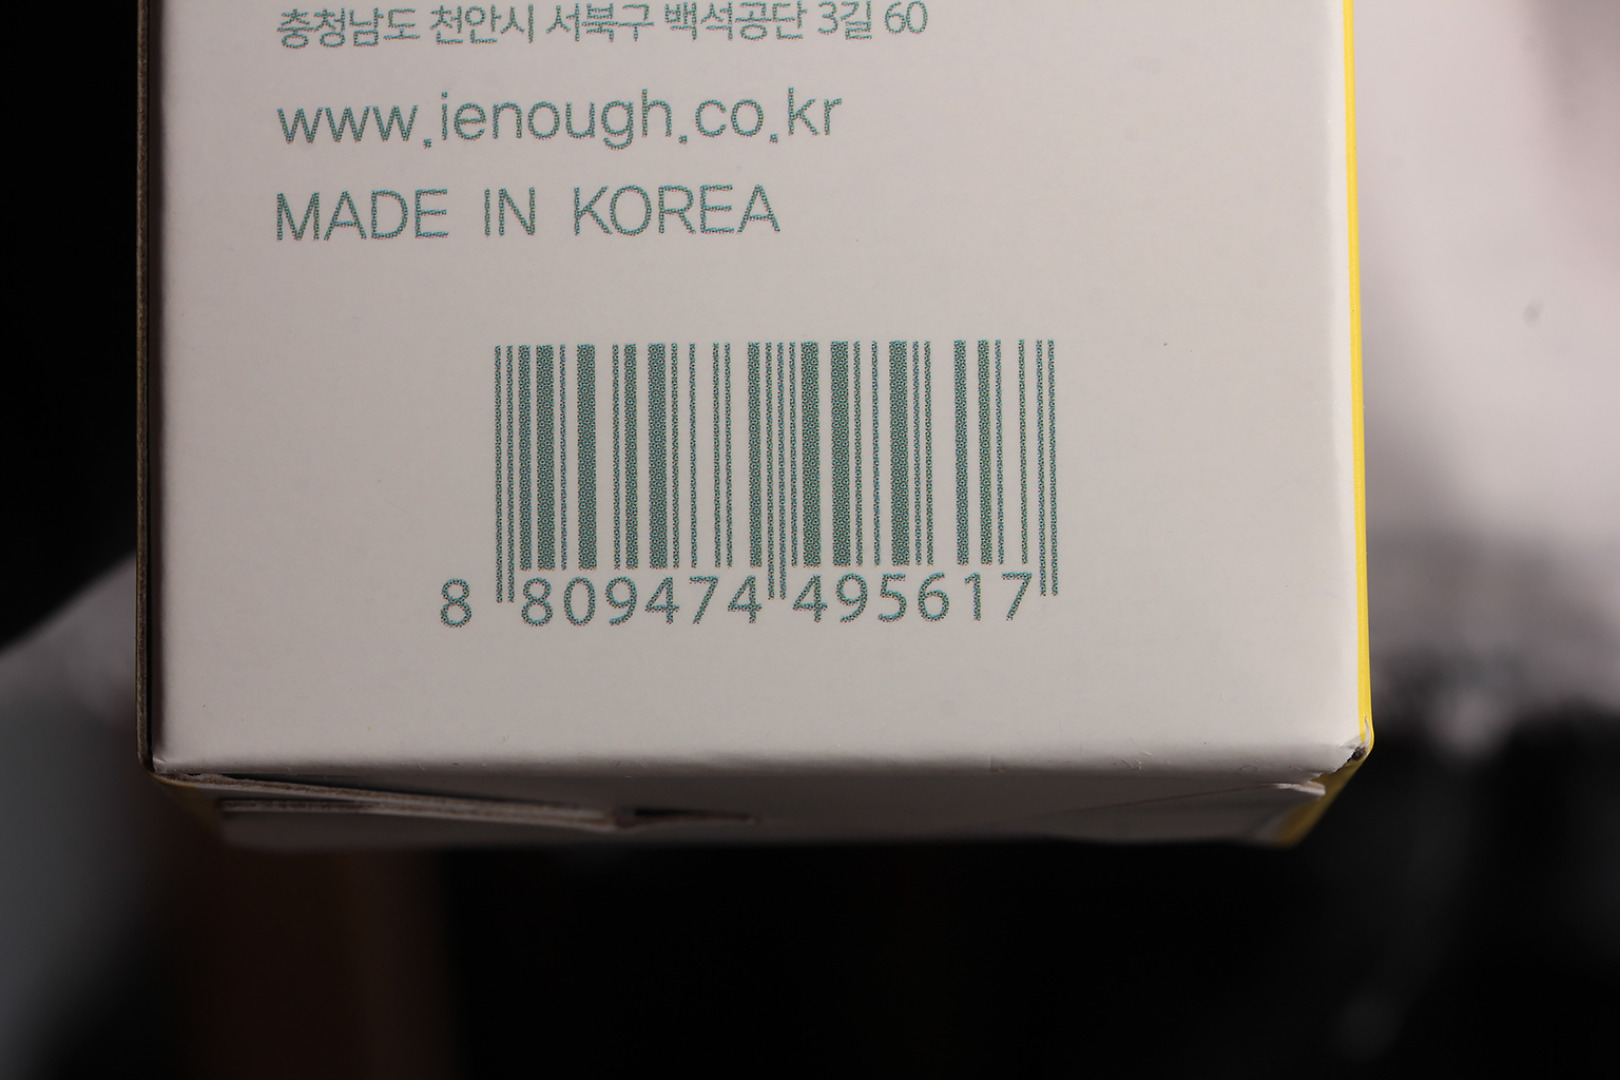 충청남도 천안시 서북구 백석공단 3길 60
www.ienough.co.kr
MADE IN KOREA
8 809474 495617